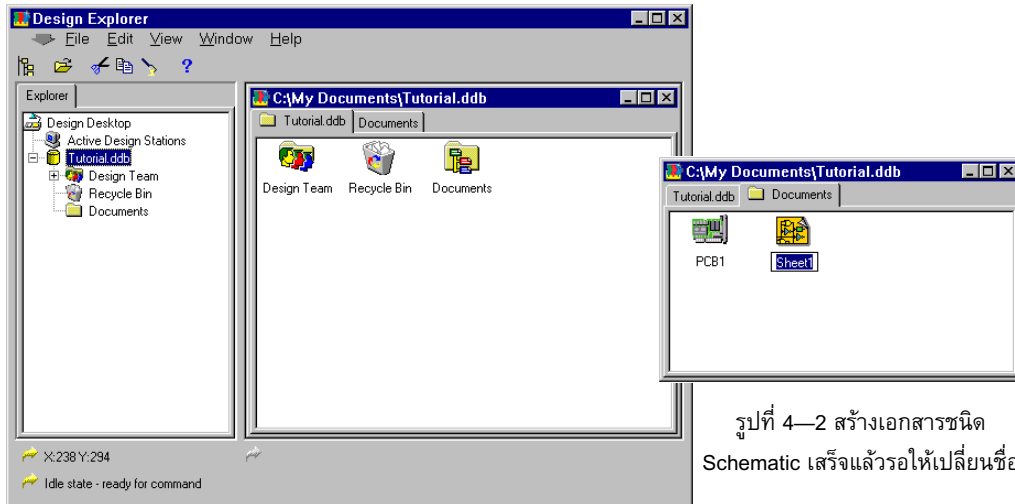 Design Explorer
File Edit View Window Help
Explorer
Design Desktop
Active Design Stations
Tutorial.ddb
Design Team
Recycle Bin
Documents
C:\My Documents\Tutorial.ddb
Tutorial.ddb Documents
Design Team Recycle Bin Documents
C:\My Documents\Tutorial.ddb
Tutorial.ddb Documents
PCB1 Sheet1
X:238 Y:294
Idle state - ready for command
รูปที่ 4—2 สร้างเอกสารชนิด
Schematic เสร็จแล้วรอให้เปลี่ยนชื่อ